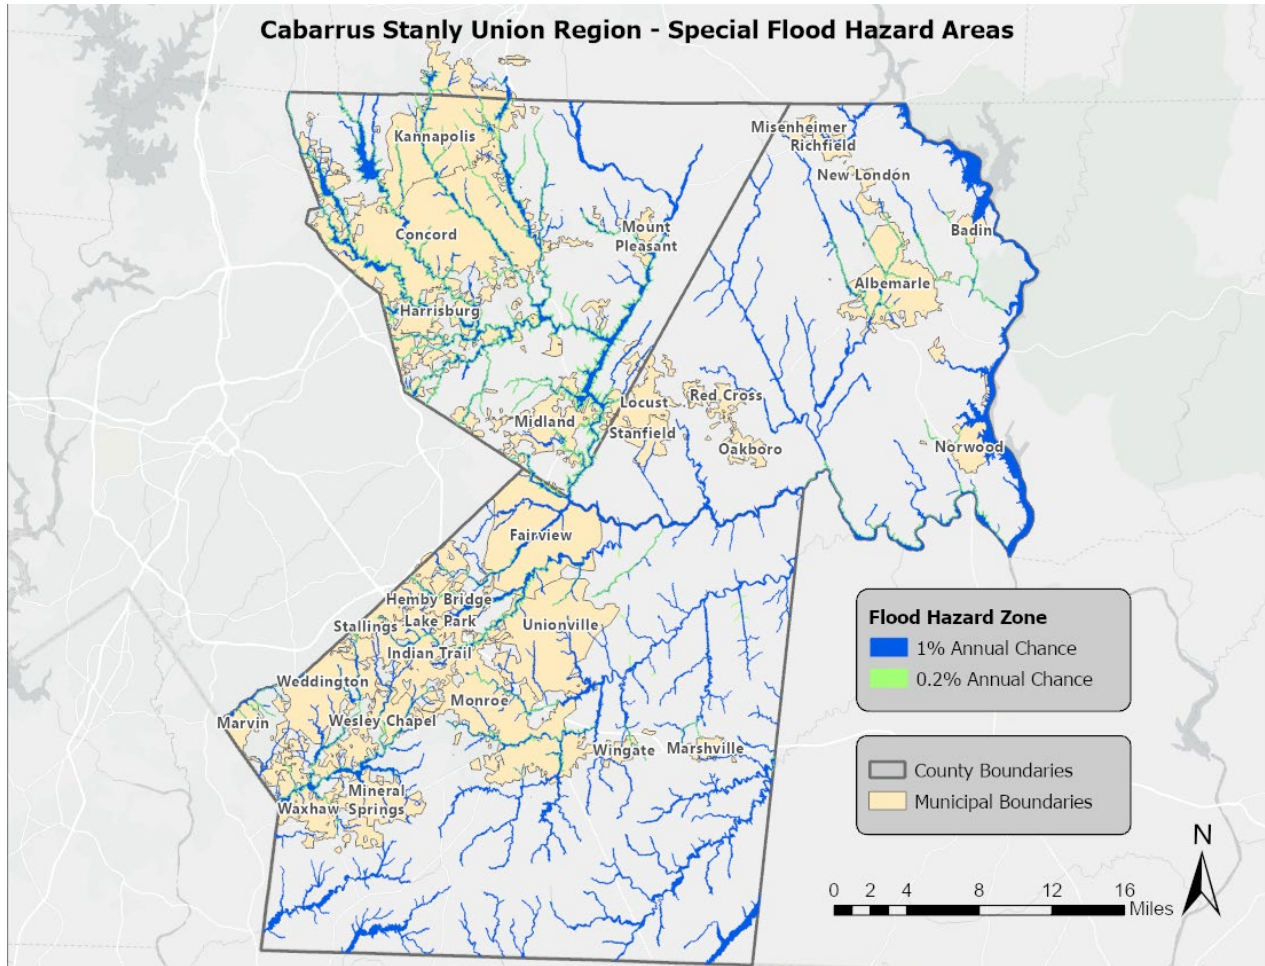 Cabarrus Stanly Union Region - Special Flood Hazard Areas
Kannapolis
Misenheimer
Richfield
New London
Concord
Mount
Pleasant
Badin
Albemarle
Harrisburg
Locust
Red Cross
Midland
Stanfield
Oakboro
Norwood
Fairview
Hemby Bridge
Lake Park
Stallings
Unionville
Indian Trail
Weddington
Monroe
Marvin
Wesley Chapel
Wingate
Marshville
Mineral
Springs
Waxhaw
Flood Hazard Zone
1% Annual Chance
0.2% Annual Chance
County Boundaries
Municipal Boundaries
N
0 2 4 8 12 16
Miles